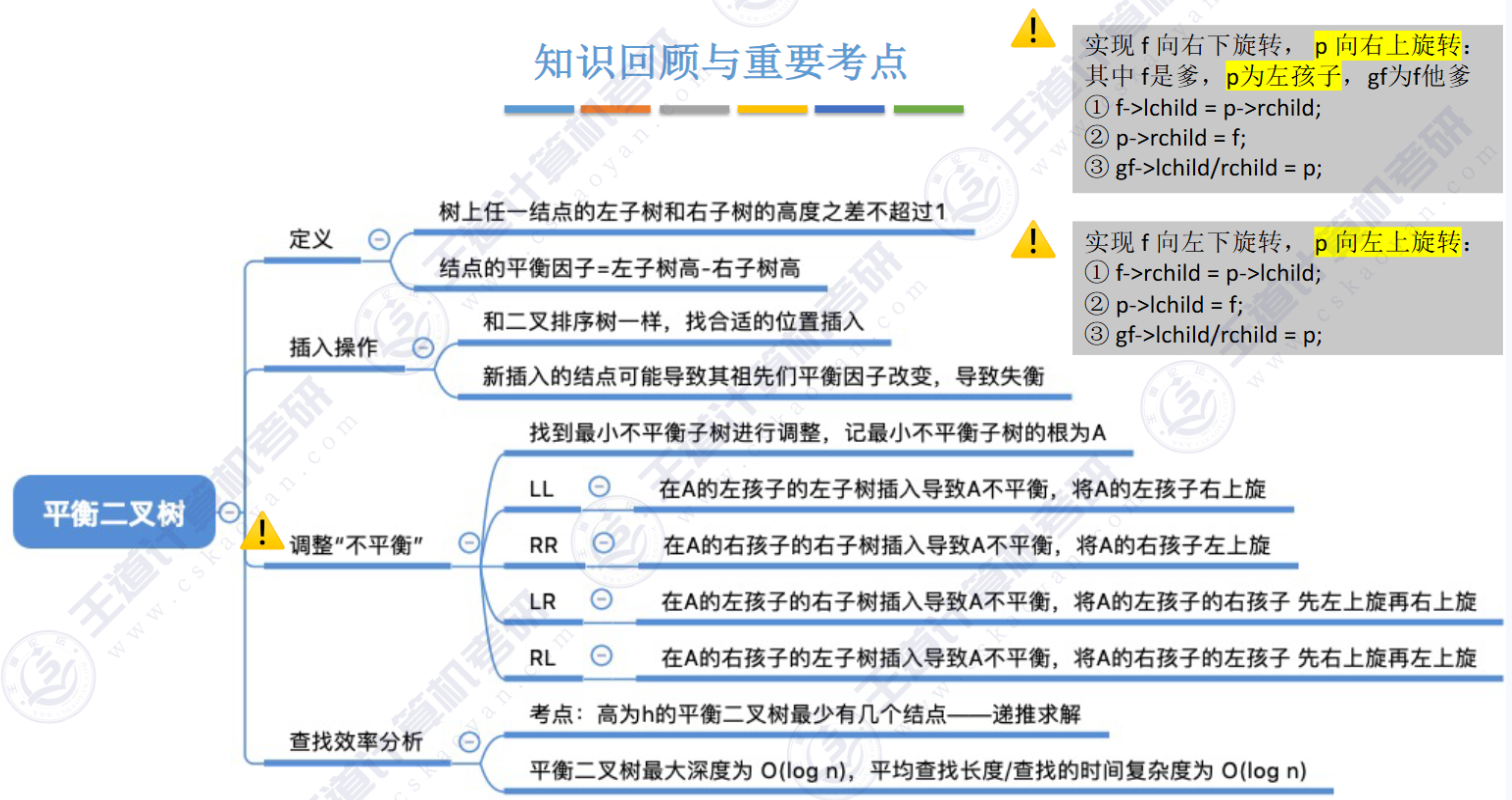 知识回顾与重要考点
实现 f 向右下旋转， p 向右上旋转：
其中 f是爹，p为左孩子，gf为f他爹
① f->lchild = p->rchild;
② p->rchild = f;
③ gf->lchild/rchild = p;
实现 f 向左下旋转， p 向左上旋转：
① f->rchild = p->lchild;
② p->lchild = f;
③ gf->lchild/rchild = p;
平衡二叉树
定义
树上任一结点的左子树和右子树的高度之差不超过1
结点的平衡因子=左子树高-右子树高
插入操作
和二叉排序树一样，找合适的位置插入
新插入的结点可能导致其祖先们平衡因子改变，导致失衡
调整“不平衡”
找到最小不平衡子树进行调整，记最小不平衡子树的根为A
LL 在A的左孩子的左子树插入导致A不平衡，将A的左孩子右上旋
RR 在A的右孩子的右子树插入导致A不平衡，将A的右孩子左上旋
LR 在A的左孩子的右子树插入导致A不平衡，将A的左孩子的右孩子 先左上旋再右上旋
RL 在A的右孩子的左子树插入导致A不平衡，将A的右孩子的左孩子 先右上旋再左上旋
查找效率分析
考点：高为h的平衡二叉树最少有几个结点——递推求解
平衡二叉树最大深度为 O(log n)，平均查找长度/查找的时间复杂度为 O(log n)
王道计算机考研
www.cskaoyan.com